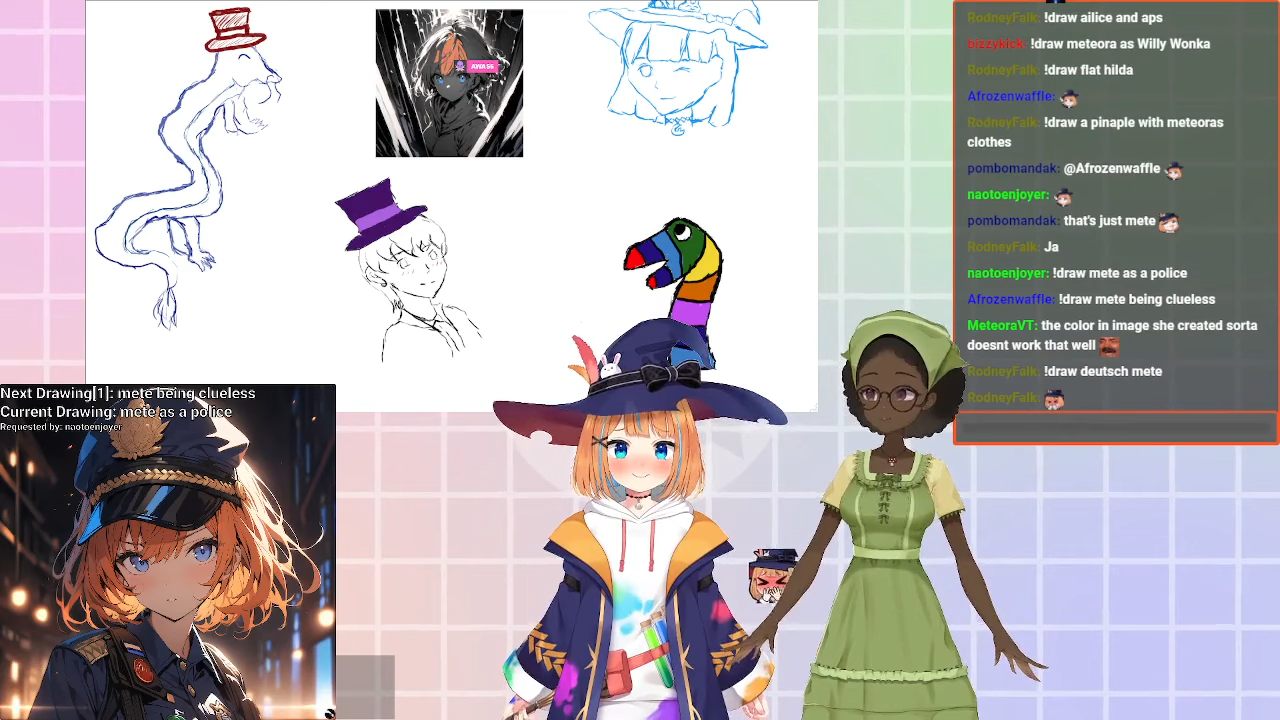 AWASS
RodneyFalk: !draw ailice and aps
bizzykick: !draw meteora as Willy Wonka
RodneyFalk: !draw flat hilda
Afrozenwaffle:
RodneyFalk: !draw a pinaple with meteoras
clothes
pombomandak: @Afrozenwaffle
naotoenjoyer:
pombomandak: that's just mete
RodneyFalk: Ja
naotoenjoyer: !draw mete as a police
Afrozenwaffle: !draw mete being clueless
MeteoraVT: the color in image she created sorta
doesnt work that well
RodneyFalk: !draw deutsch mete
RodneyFalk:
Next Drawing[1]: mete being clueless
Current Drawing: mete as a police
Requested by: naotoenjoyer